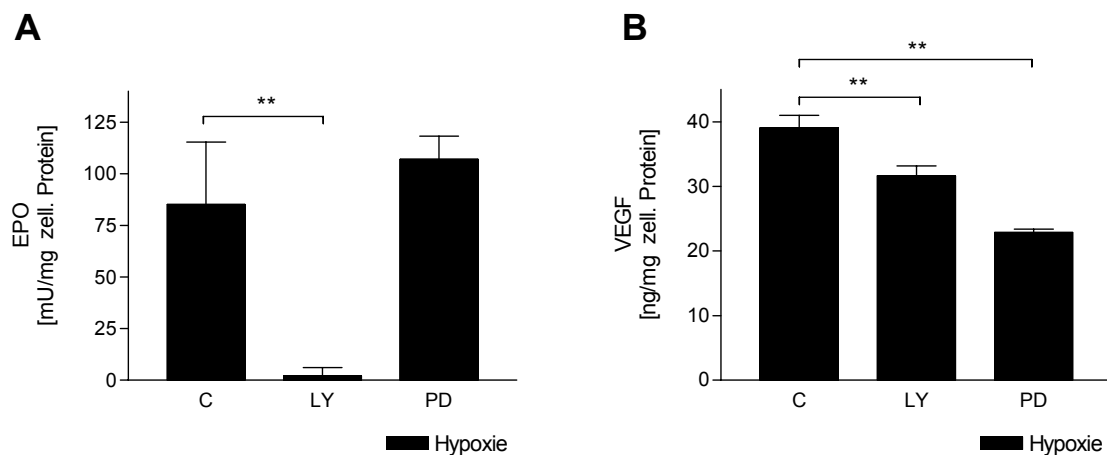 A
**
125
100
75
50
25
0
EPO
[mU/mg zell. Protein]
C LY PD
Hypoxie
B
**
**
40
30
20
10
0
VEGF
[ng/mg zell. Protein]
C LY PD
Hypoxie